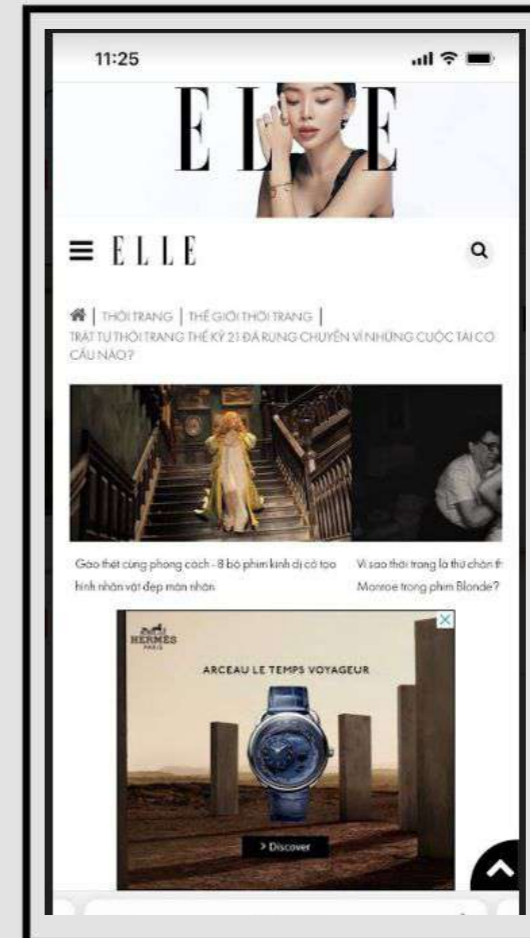 11:25
ELLE
ELLE
THỜI TRANG | THẾ GIỚI THỜI TRANG |
TRẬT TỰ THỜI TRANG THẾ KỶ 21 ĐÃ RUNG CHUYỂN VÌ NHỮNG CUỘC TÁI CƠ
CẤU NÀO?
Gào thét cùng phong cách - 8 bộ phim kinh dị có tạo
hình nhân vật đẹp mãn nhãn
Vì sao thời trang là thứ chân th
Monroe trong phim Blonde?
HERMÈS
PARIS
ARCEAU LE TEMPS VOYAGEUR
> Discover